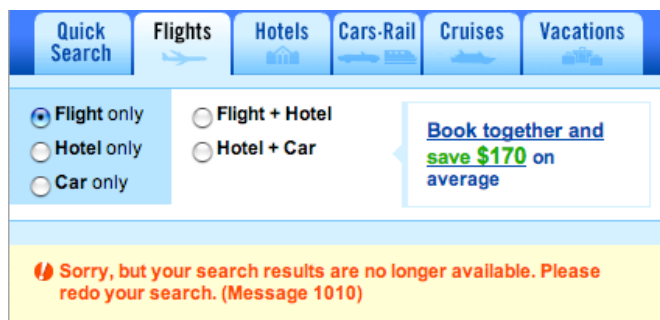 Quick Search
Flights
Hotels
Cars·Rail
Cruises
Vacations
Flight only
Hotel only
Car only
Flight + Hotel
Hotel + Car
Book together and
save $170 on
average
Sorry, but your search results are no longer available. Please
redo your search. (Message 1010)